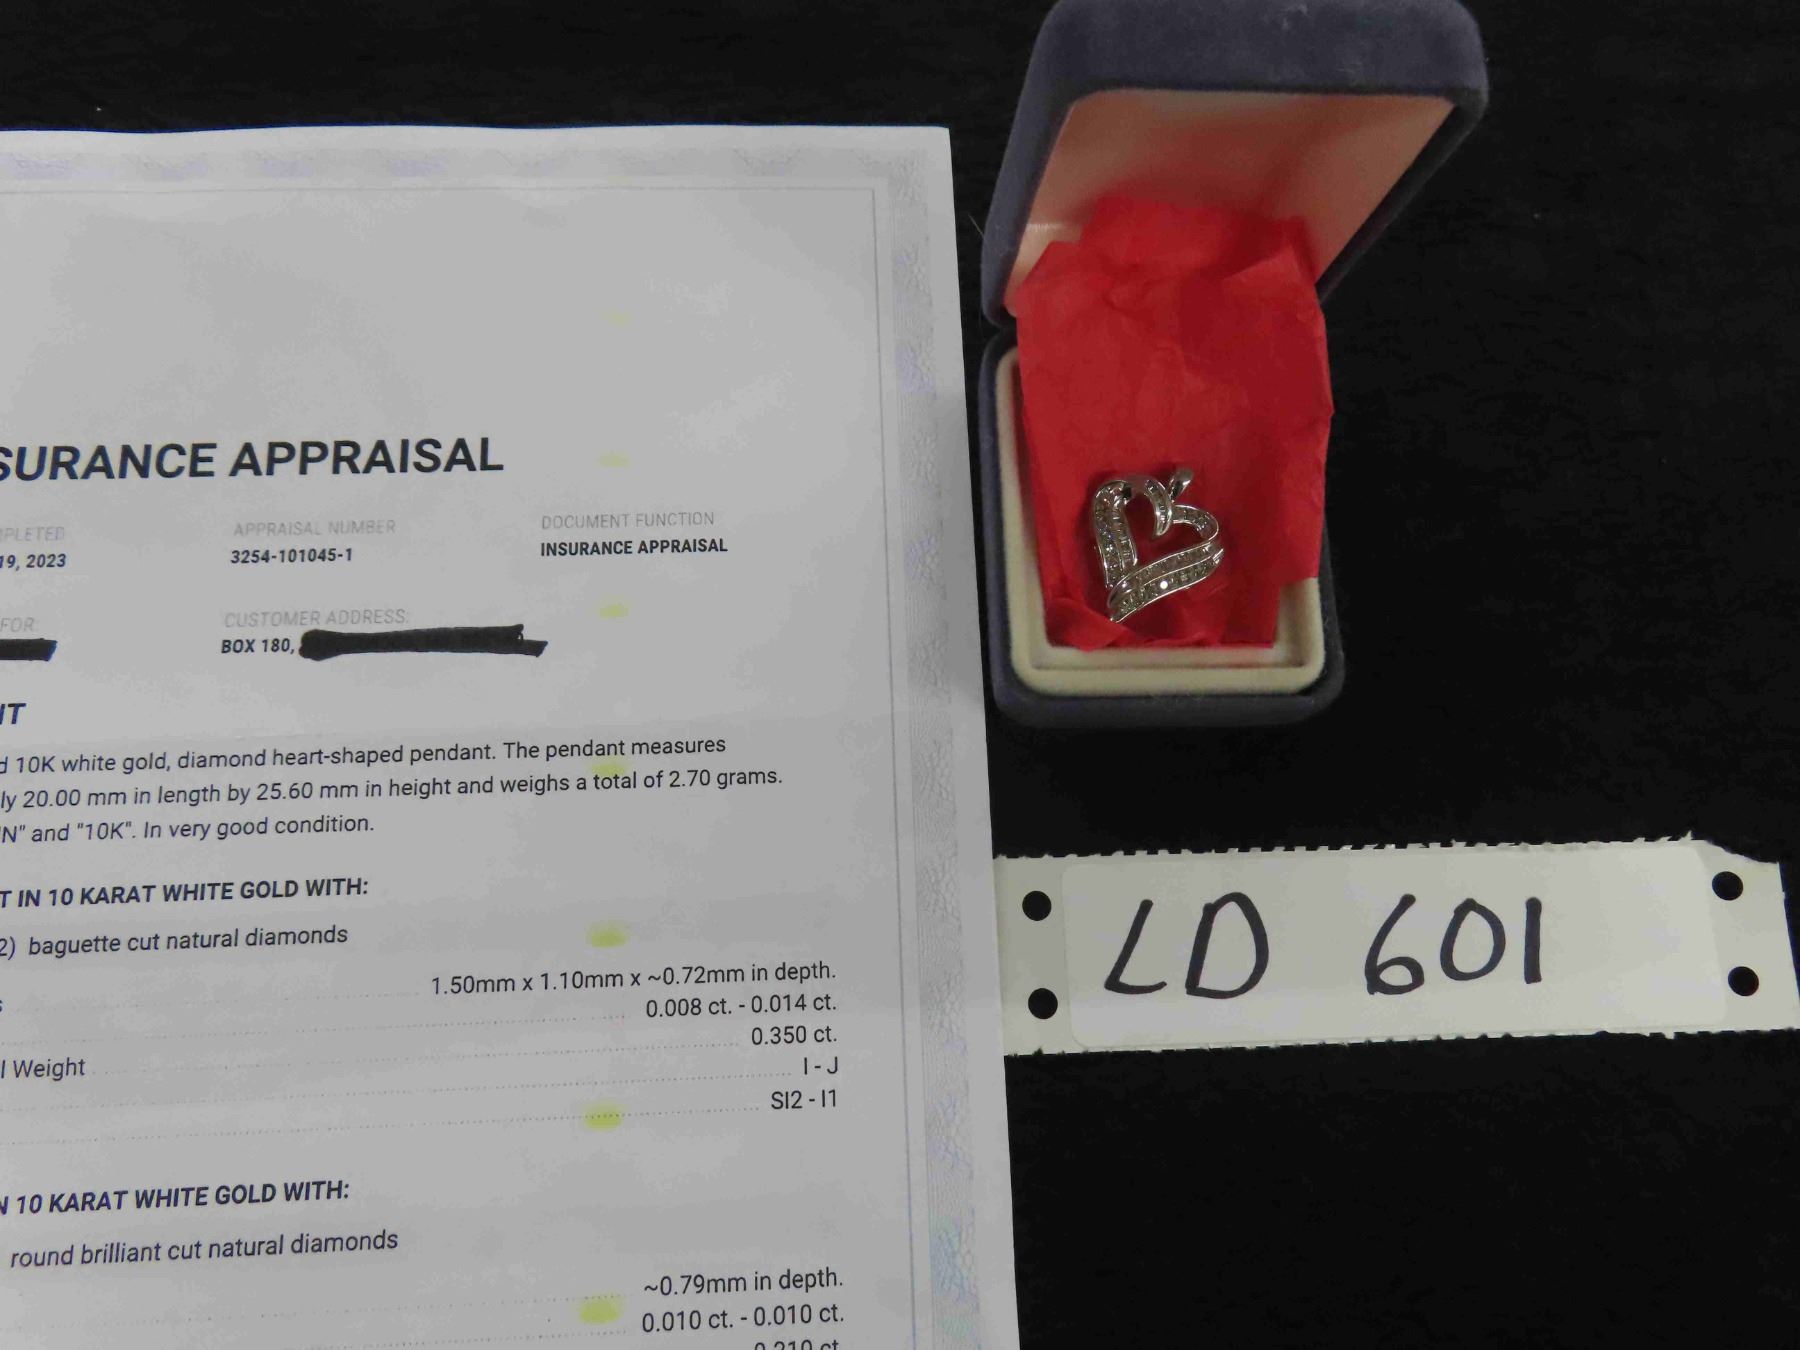 SURANCE APPRAISAL
MPLETED APPRAISAL NUMBER DOCUMENT FUNCTION
19, 2023 3254-101045-1 INSURANCE APPRAISAL
FOR: CUSTOMER ADDRESS:
BOX 180,
NT
d 10K white gold, diamond heart-shaped pendant. The pendant measures
ly 20.00 mm in length by 25.60 mm in height and weighs a total of 2.70 grams.
"N" and "10K". In very good condition.
T IN 10 KARAT WHITE GOLD WITH:
2) baguette cut natural diamonds
1.50mm x 1.10mm x ~0.72mm in depth.
s 0.008 ct. - 0.014 ct.
0.350 ct.
l Weight I - J
SI2 - I1
N 10 KARAT WHITE GOLD WITH:
round brilliant cut natural diamonds
~0.79mm in depth.
0.010 ct. - 0.010 ct.
0.210 ct.
LD 601